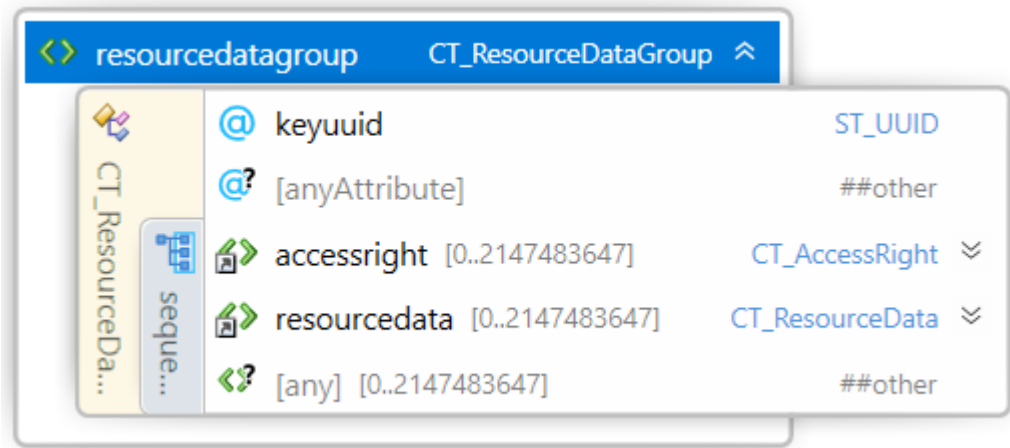 resourcedatagroup CT_ResourceDataGroup
CT_ResourceDa...
seque...
@ keyuuid ST_UUID
@? [anyAttribute] ##other
accessright [0..2147483647] CT_AccessRight
resourcedata [0..2147483647] CT_ResourceData
[any] [0..2147483647] ##other